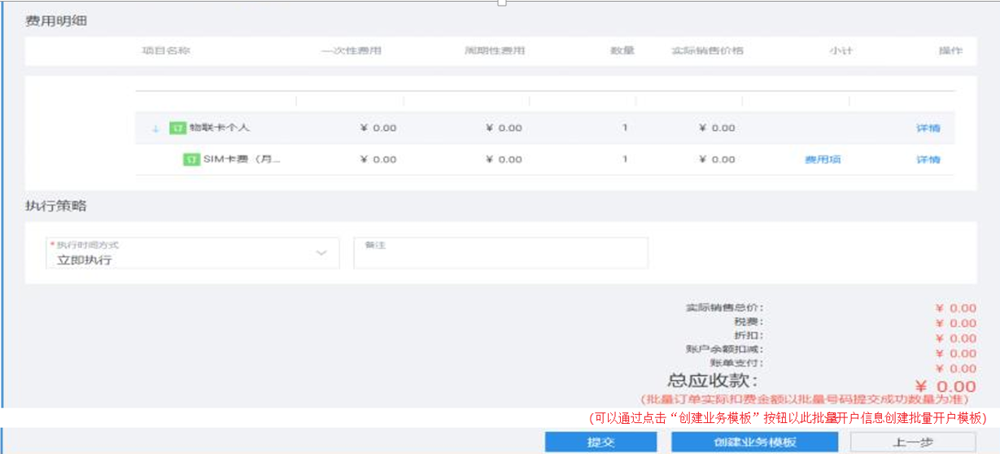 费用明细
项目名称 一次性费用 周期性费用 数量 实际销售价格 小计 操作
↓ 订 物联卡个人 ¥ 0.00 ¥ 0.00 1 ¥ 0.00 详情
订 SIM卡费（月... ¥ 0.00 ¥ 0.00 1 ¥ 0.00 费用项 详情
执行策略
*执行时间方式 备注
立即执行
实际销售总价： ¥ 0.00
税费： ¥ 0.00
折扣： ¥ 0.00
账户余额扣减： ¥ 0.00
账单支付： ¥ 0.00
总应收款： ¥ 0.00
(批量订单实际扣费金额以批量号码提交成功数量为准)
(可以通过点击“创建业务模板”按钮以此批量开户信息创建批量开户模板)
提交 创建业务模板 上一步